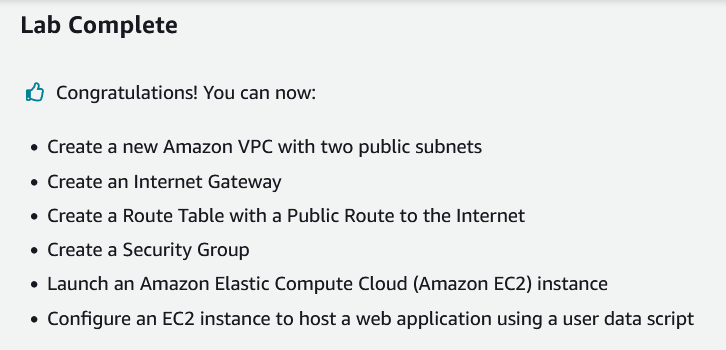 Lab Complete
Congratulations! You can now:
• Create a new Amazon VPC with two public subnets
• Create an Internet Gateway
• Create a Route Table with a Public Route to the Internet
• Create a Security Group
• Launch an Amazon Elastic Compute Cloud (Amazon EC2) instance
• Configure an EC2 instance to host a web application using a user data script